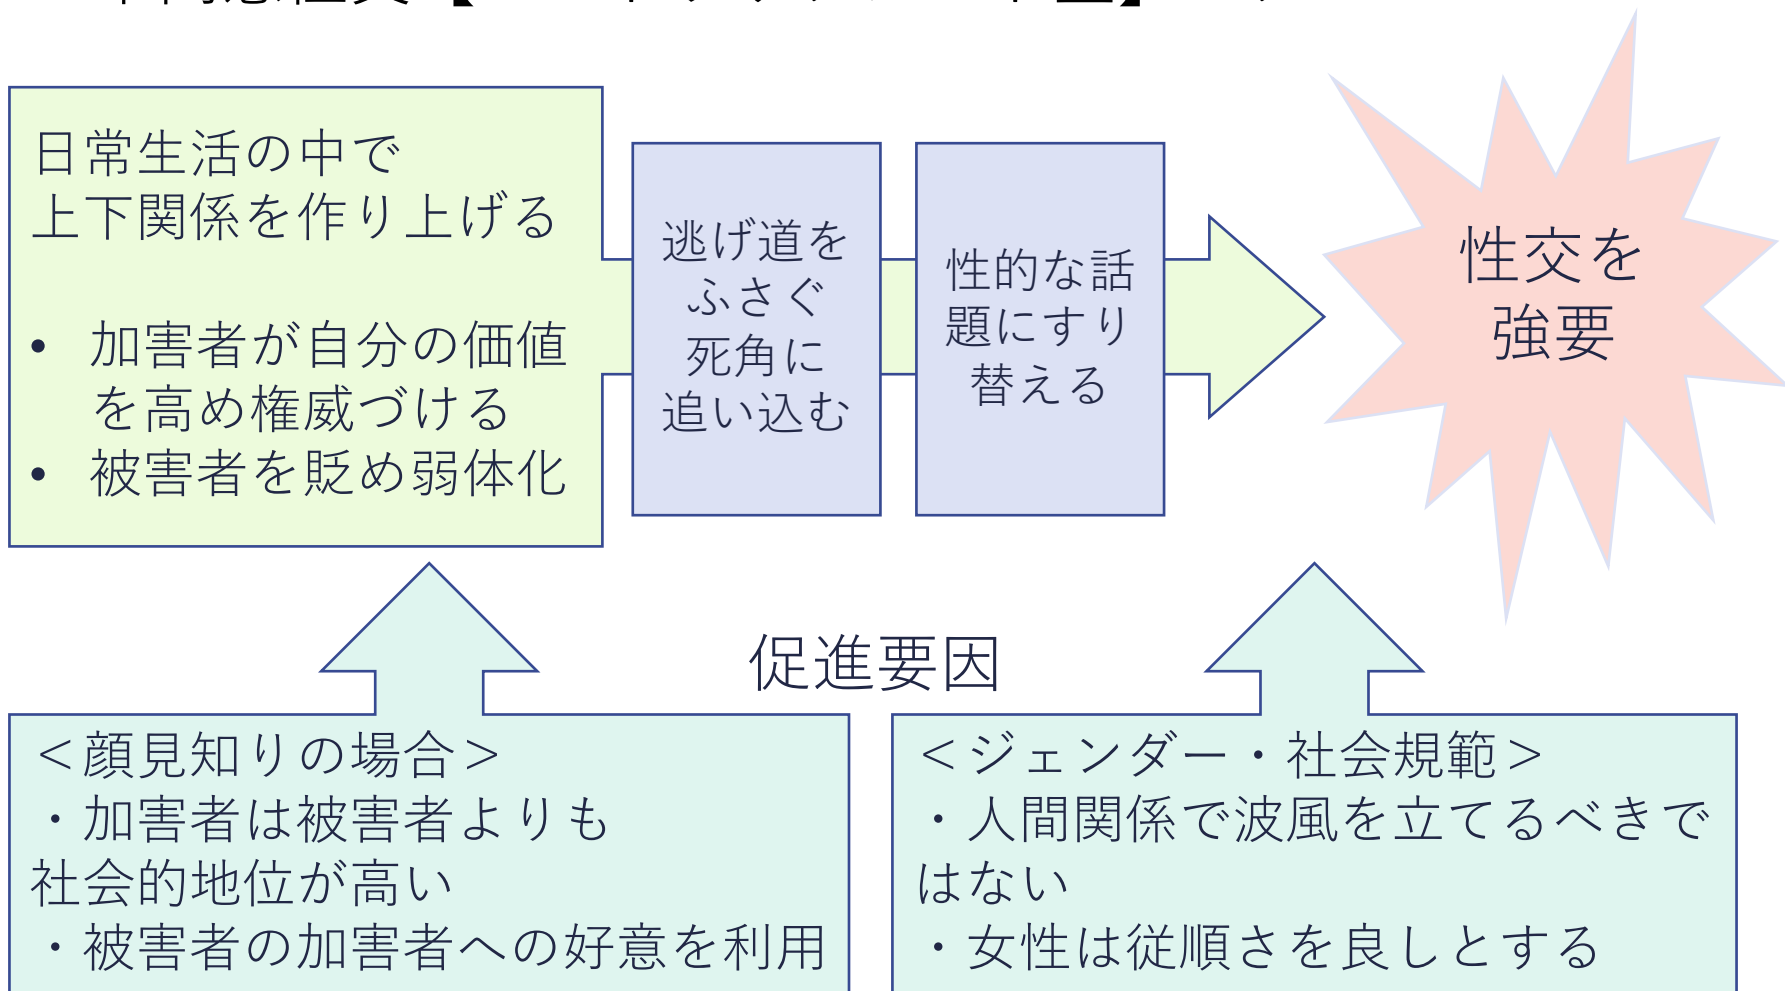 日常生活の中で
上下関係を作り上げる
• 加害者が自分の価値
を高め権威づける
• 被害者を貶め弱体化
逃げ道を
ふさぐ
死角に
追い込む
性的な話
題にすり
替える
性交を
強要
促進要因
＜顔見知りの場合＞
・加害者は被害者よりも
社会的地位が高い
・被害者の加害者への好意を利用
＜ジェンダー・社会規範＞
・人間関係で波風を立てるべきで
はない
・女性は従順さを良しとする